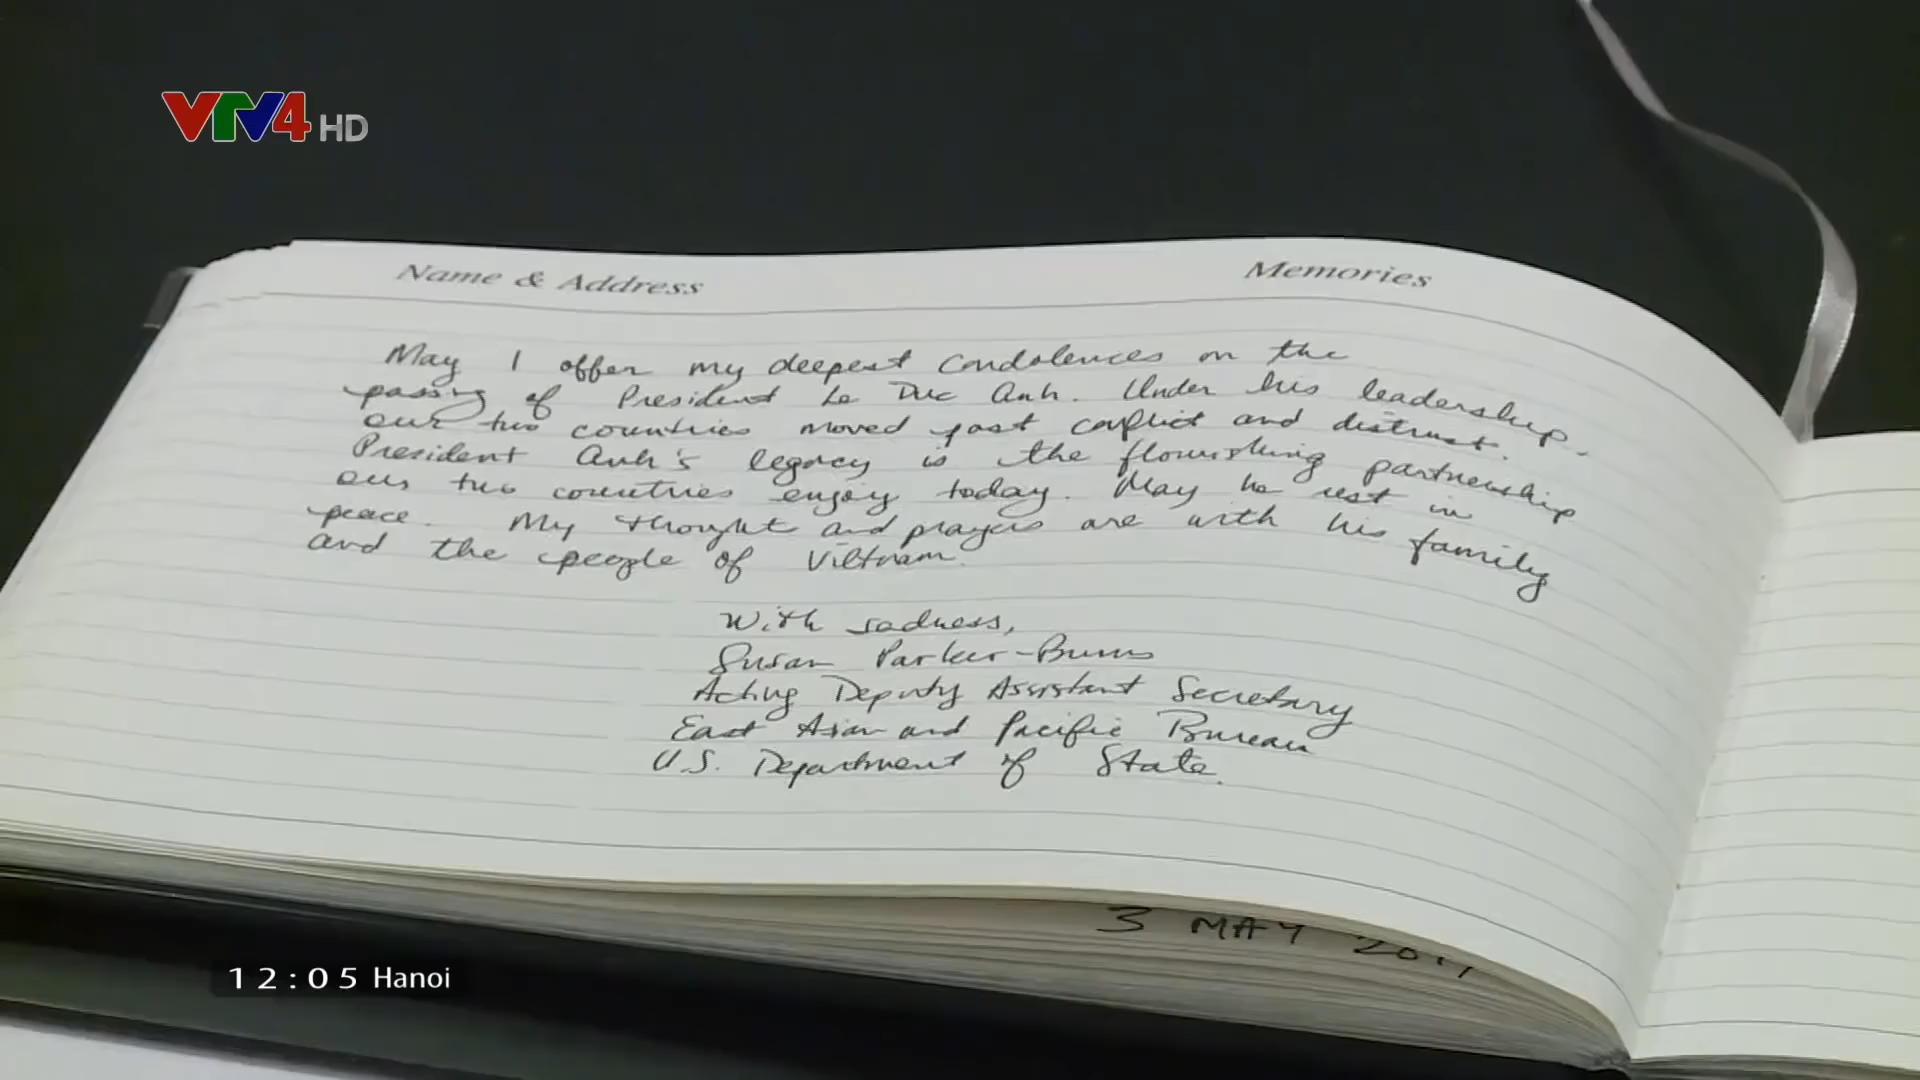 VTV4 HD
Name & Address
Memories
May I offer my deepest condolences on the
passing of President Le Duc Anh. Under his leadership
our two countries moved past conflict and distrust.
President Anh's legacy is the flourishing partnership
our two countries enjoy today. May he rest in
peace. My thought and prayers are with his family
and the people of Vietnam.
With sadness,
Susan Parker-Burns
Acting Deputy Assistant Secretary
East Asian and Pacific Bureau
U.S. Department of State.
3 MAY
12:05 Hanoi